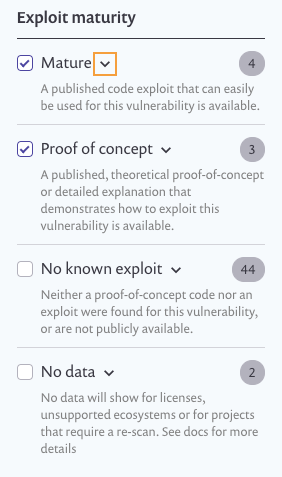 Exploit maturity
Mature 4
A published code exploit that can easily
be used for this vulnerability is available.
Proof of concept 3
A published, theoretical proof-of-concept
or detailed explanation that
demonstrates how to exploit this
vulnerability is available.
No known exploit 44
Neither a proof-of-concept code nor an
exploit were found for this vulnerability,
or are not publicly available.
No data 2
No data will show for licenses,
unsupported ecosystems or for projects
that require a re-scan. See docs for more
details